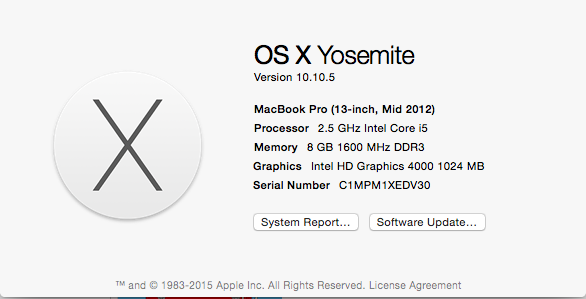 OS X Yosemite
Version 10.10.5
MacBook Pro (13-inch, Mid 2012)
Processor 2.5 GHz Intel Core i5
Memory 8 GB 1600 MHz DDR3
Graphics Intel HD Graphics 4000 1024 MB
Serial Number C1MPM1XEDV30
System Report... Software Update...
™ and © 1983-2015 Apple Inc. All Rights Reserved. License Agreement